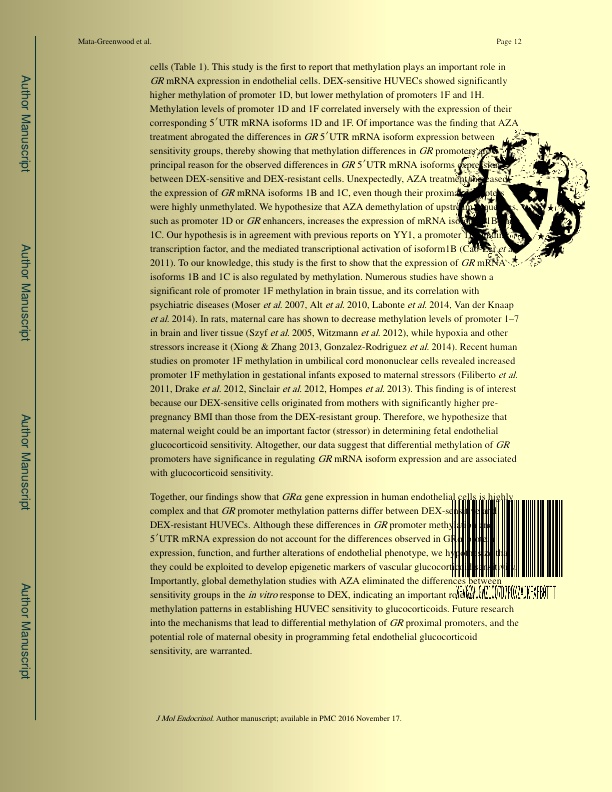 Mata-Greenwood et al.
Page 12
cells (Table 1). This study is the first to report that methylation plays an important role in
GR mRNA expression in endothelial cells. DEX-sensitive HUVECs showed significantly
higher methylation of promoter 1D, but lower methylation of promoters 1F and 1H.
Methylation levels of promoter 1D and 1F correlated inversely with the expression of their
corresponding 5′UTR mRNA isoforms 1D and 1F. Of importance was the finding that AZA
treatment abrogated the differences in GR 5′UTR mRNA isoform expression between
sensitivity groups, thereby showing that methylation differences in GR promoters
principal reason for the observed differences in GR 5′UTR mRNA isoforms
between DEX-sensitive and DEX-resistant cells. Unexpectedly, AZA treatment
the expression of GR mRNA isoforms 1B and 1C, even though their proximal
were highly unmethylated. We hypothesize that AZA demethylation of
such as promoter 1D or GR enhancers, increases the expression of mRNA 1B
1C. Our hypothesis is in agreement with previous reports on YY1, a promoter
transcription factor, and the mediated transcriptional activation of isoform1B
2011). To our knowledge, this study is the first to show that the expression of GR mRNA
isoforms 1B and 1C is also regulated by methylation. Numerous studies have shown a
significant role of promoter 1F methylation in brain tissue, and its correlation with
psychiatric diseases (Moser et al. 2007, Alt et al. 2010, Labonte et al. 2014, Van der Knaap
et al. 2014). In rats, maternal care has shown to decrease methylation levels of promoter 1–7
in brain and liver tissue (Szyf et al. 2005, Witzmann et al. 2012), while hypoxia and other
stressors increase it (Xiong & Zhang 2013, Gonzalez-Rodriguez et al. 2014). Recent human
studies on promoter 1F methylation in umbilical cord mononuclear cells revealed increased
promoter 1F methylation in gestational infants exposed to maternal stressors (Filiberto et al.
2011, Drake et al. 2012, Sinclair et al. 2012, Hompes et al. 2013). This finding is of interest
because our DEX-sensitive cells originated from mothers with significantly higher pre-
pregnancy BMI than those from the DEX-resistant group. Therefore, we hypothesize that
maternal weight could be an important factor (stressor) in determining fetal endothelial
glucocorticoid sensitivity. Altogether, our data suggest that differential methylation of GR
promoters have significance in regulating GR mRNA isoform expression and are associated
with glucocorticoid sensitivity.
Together, our findings show that GRα gene expression in human endothelial cells is highly
complex and that GR promoter methylation patterns differ between
DEX-resistant HUVECs. Although these differences in GR promoter
5′UTR mRNA expression do not account for the differences observed in
expression, function, and further alterations of endothelial phenotype, we
they could be exploited to develop epigenetic markers of vascular
Importantly, global demethylation studies with AZA eliminated the differences between
sensitivity groups in the in vitro response to DEX, indicating an important
methylation patterns in establishing HUVEC sensitivity to glucocorticoids. Future research
into the mechanisms that lead to differential methylation of GR proximal promoters, and the
potential role of maternal obesity in programming fetal endothelial glucocorticoid
sensitivity, are warranted.
J Mol Endocrinol. Author manuscript; available in PMC 2016 November 17.
Author Manuscript
Author Manuscript
Author Manuscript
Author Manuscript